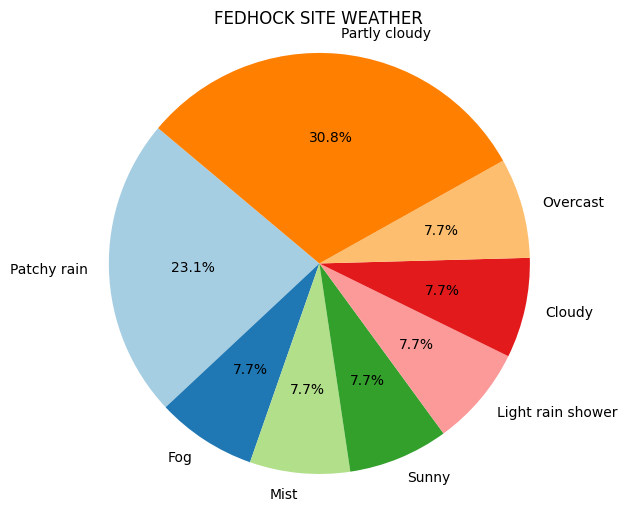 FEDHOCK SITE WEATHER
Partly cloudy
30.8%
Overcast
7.7%
Patchy rain
23.1%
Cloudy
7.7%
Light rain shower
7.7%
Fog
7.7%
Mist
7.7%
Sunny
7.7%